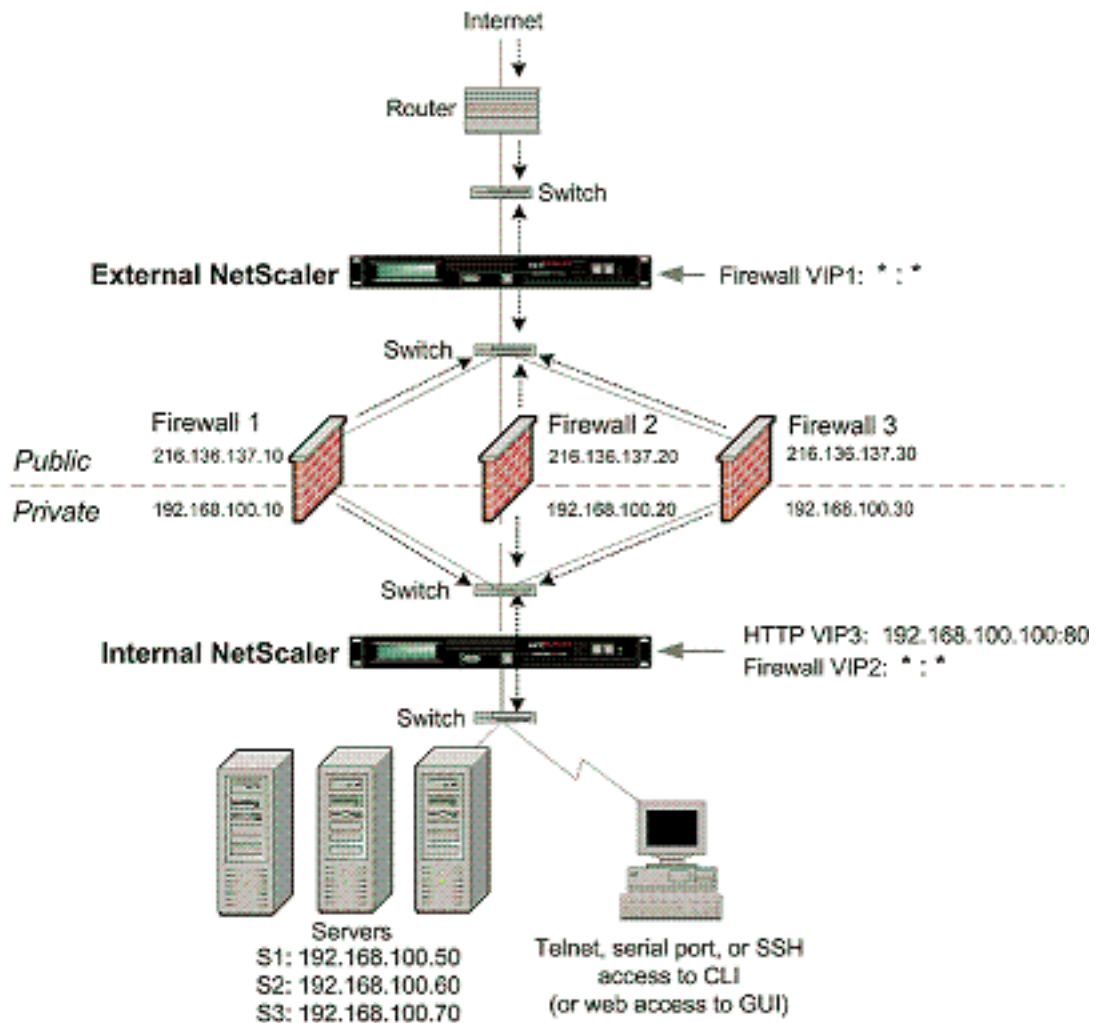 Internet
Router
Switch
External NetScaler
Firewall VIP1: * : *
Switch
Firewall 1
Firewall 2
Firewall 3
Public
216.136.137.10
216.136.137.20
216.136.137.30
Private
192.168.100.10
192.168.100.20
192.168.100.30
Switch
Internal NetScaler
HTTP VIP3: 192.168.100.100:80
Firewall VIP2: * : *
Switch
Servers
S1: 192.168.100.50
S2: 192.168.100.60
S3: 192.168.100.70
Telnet, serial port, or SSH
access to CLI
(or web access to GUI)